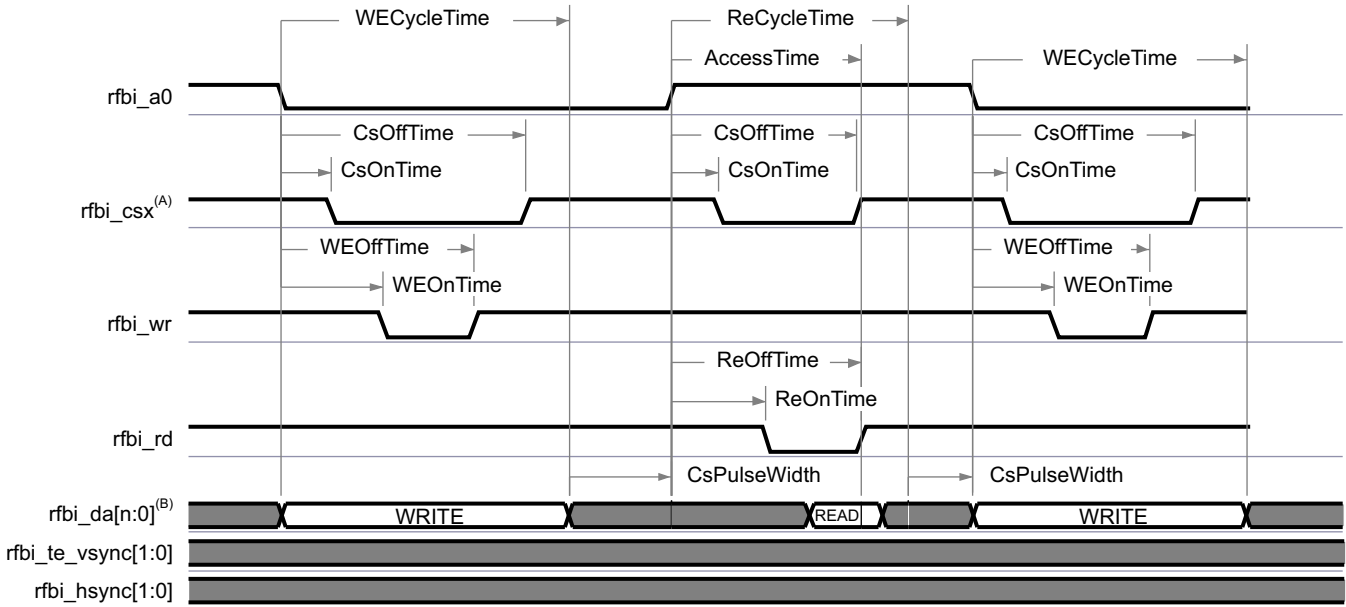 WECycleTime ReCycleTime
AccessTime WECycleTime
rfbi_a0
CsOffTime CsOffTime CsOffTime
CsOnTime CsOnTime CsOnTime
rfbi_csx(A)
WEOffTime WEOffTime
WEOnTime WEOnTime
rfbi_wr
ReOffTime
ReOnTime
rfbi_rd
CsPulseWidth CsPulseWidth
rfbi_da[n:0](B) WRITE READ WRITE
rfbi_te_vsync[1:0]
rfbi_hsync[1:0]